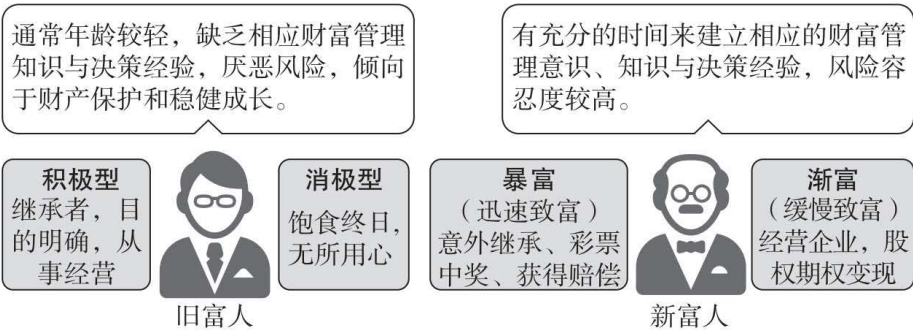 通常年龄较轻，缺乏相应财富管理
知识与决策经验，厌恶风险，倾向
于财产保护和稳健成长。
有充分的时间来建立相应的财富管
理意识、知识与决策经验，风险容
忍度较高。
积极型
继承者，目
的明确，从
事经营
消极型
饱食终日，
无所用心
暴富
（迅速致富）
意外继承、彩票
中奖、获得赔偿
渐富
（缓慢致富）
经营企业，股
权期权变现
旧富人
新富人